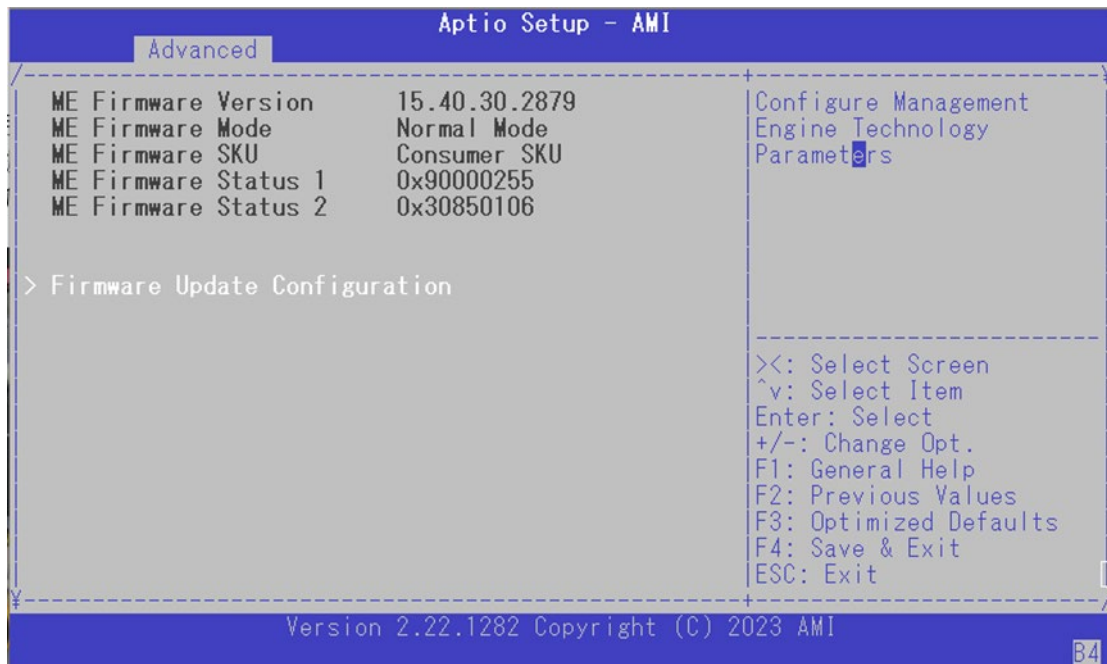 Aptio Setup - AMI
Advanced
ME Firmware Version 15.40.30.2879
ME Firmware Mode Normal Mode
ME Firmware SKU Consumer SKU
ME Firmware Status 1 0x90000255
ME Firmware Status 2 0x30850106
> Firmware Update Configuration
Configure Management
Engine Technology
Parameters
><: Select Screen
^v: Select Item
Enter: Select
+/-: Change Opt.
F1: General Help
F2: Previous Values
F3: Optimized Defaults
F4: Save & Exit
ESC: Exit
Version 2.22.1282 Copyright (C) 2023 AMI
B4